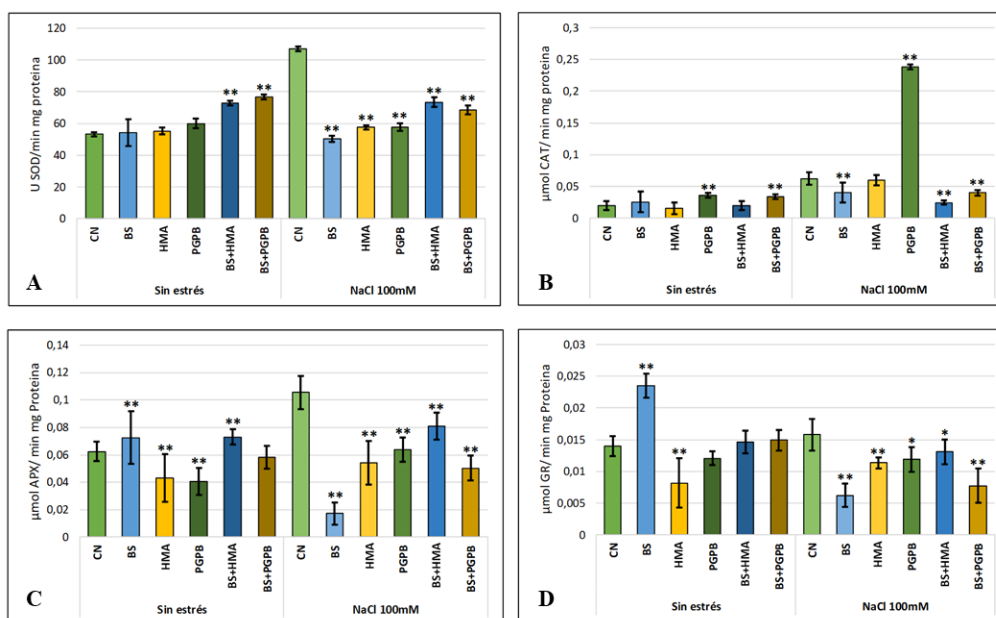 120
100
80
60
40
20
0
U SOD/min mg proteina
** ** ** ** ** ** **
CN BS HMA PGPB BS+HMA BS+PGPB CN BS HMA PGPB BS+HMA BS+PGPB
Sin estrés NaCl 100mM
A
0,3
0,25
0,2
0,15
0,1
0,05
0
µmol CAT/ min mg proteina
** ** ** ** ** **
CN BS HMA PGPB BS+HMA BS+PGPB CN BS HMA PGPB BS+HMA BS+PGPB
Sin estrés NaCl 100mM
B
0,14
0,12
0,1
0,08
0,06
0,04
0,02
0
µmol APX/ min mg Proteina
** ** ** ** ** ** ** ** **
CN BS HMA PGPB BS+HMA BS+PGPB CN BS HMA PGPB BS+HMA BS+PGPB
Sin estrés NaCl 100mM
C
0,03
0,025
0,02
0,015
0,01
0,005
0
µmol GR/ min mg Proteina
** ** ** ** * * **
CN BS HMA PGPB BS+HMA BS+PGPB CN BS HMA PGPB BS+HMA BS+PGPB
Sin estrés NaCl 100mM
D